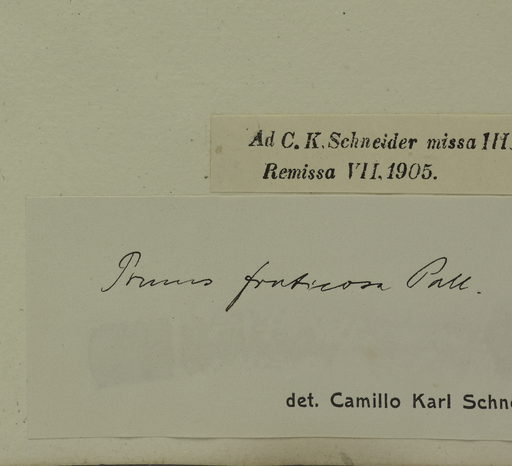 Ad C. K. Schneider missa III.
Remissa VII. 1905.
Prunus fruticosa Pall.
det. Camillo Karl Schn